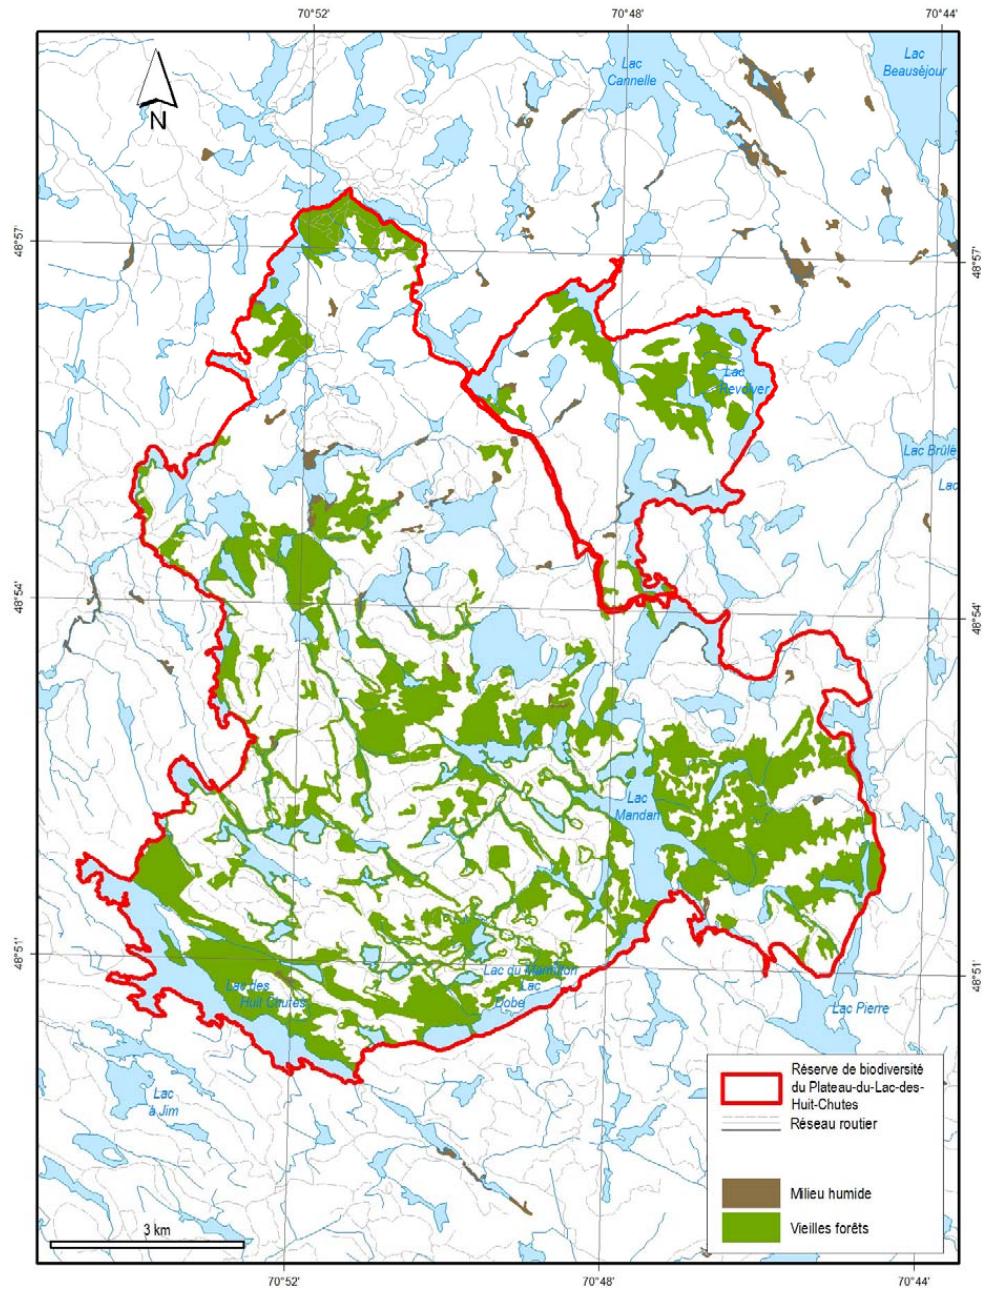 70°52' 70°48' 70°44'
Lac
Cannelle
Lac
Beauséjour
N
48°57'
48°57'
Lac
Revolver
Lac Brûlé
Lac
48°54'
48°54'
Lac
Mandan
48°51'
48°51'
Lac du Marmiton
Lac
Dobe
Lac des
Huit Chutes
Lac Pierre
Lac
à Jim
Réserve de biodiversité
du Plateau-du-Lac-des-
Huit-Chutes
Réseau routier
Milieu humide
Vieilles forêts
3 km
70°52' 70°48' 70°44'